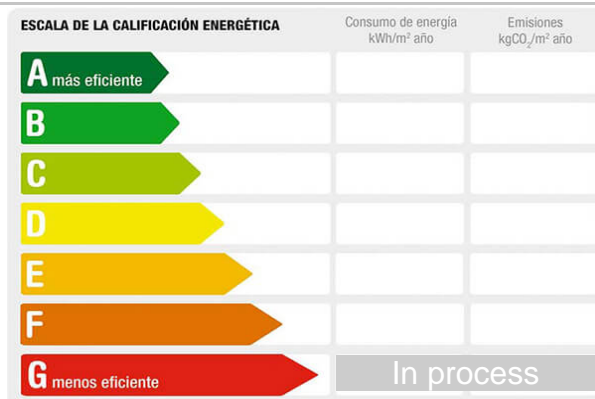 ESCALA DE LA CALIFICACIÓN ENERGÉTICA
Consumo de energía
kWh/m² año
Emisiones
kgCO₂/m² año
A más eficiente
B
C
D
E
F
G menos eficiente
In process